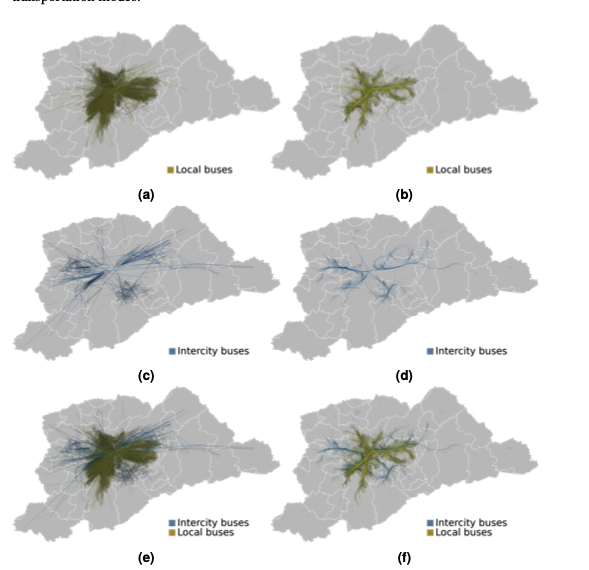 transportation modes.
Local buses
Local buses
(a)
(b)
Intercity buses
Intercity buses
(c)
(d)
Intercity buses
Local buses
Intercity buses
Local buses
(e)
(f)